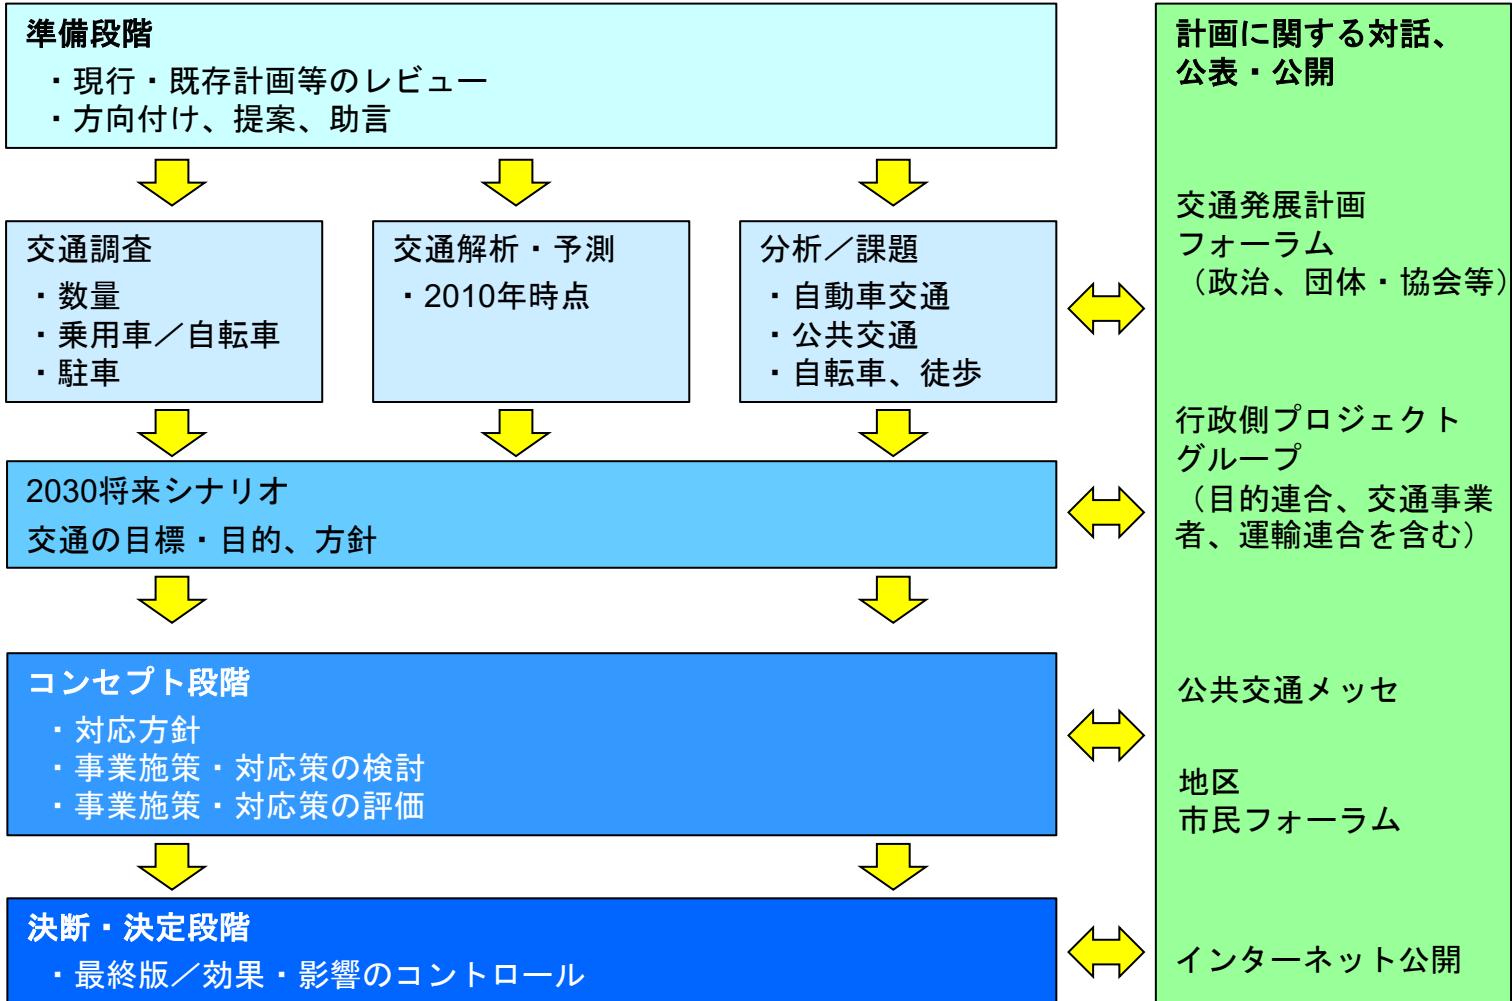 準備段階
・現行・既存計画等のレビュー
・方向付け、提案、助言
交通調査
・数量
・乗用車／自転車
・駐車
交通解析・予測
・2010年時点
分析／課題
・自動車交通
・公共交通
・自転車、徒歩
2030将来シナリオ
交通の目標・目的、方針
コンセプト段階
・対応方針
・事業施策・対応策の検討
・事業施策・対応策の評価
決断・決定段階
・最終版／効果・影響のコントロール
計画に関する対話、
公表・公開
交通発展計画
フォーラム
（政治、団体・協会等）
行政側プロジェクト
グループ
（目的連合、交通事業
者、運輸連合を含む）
公共交通メッセ
地区
市民フォーラム
インターネット公開